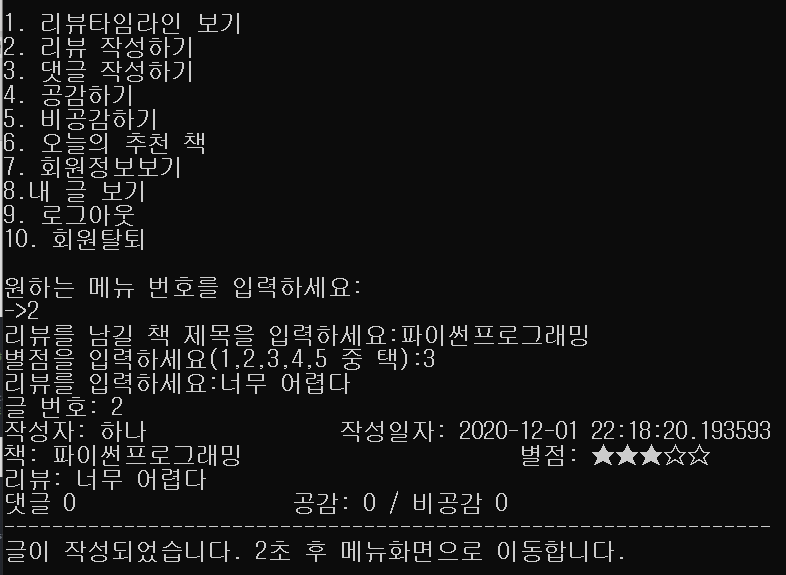 1. 리뷰타임라인 보기
2. 리뷰 작성하기
3. 댓글 작성하기
4. 공감하기
5. 비공감하기
6. 오늘의 추천 책
7. 회원정보보기
8.내 글 보기
9. 로그아웃
10. 회원탈퇴
원하는 메뉴 번호를 입력하세요:
->2
리뷰를 남길 책 제목을 입력하세요:파이썬프로그래밍
별점을 입력하세요(1,2,3,4,5 중 택):3
리뷰를 입력하세요:너무 어렵다
글 번호: 2
작성자: 하나 작성일자: 2020-12-01 22:18:20.193593
책: 파이썬프로그래밍 별점: ★★★☆☆
리뷰: 너무 어렵다
댓글 0 공감: 0 / 비공감 0
----------------------------------------------------------------
글이 작성되었습니다. 2초 후 메뉴화면으로 이동합니다.